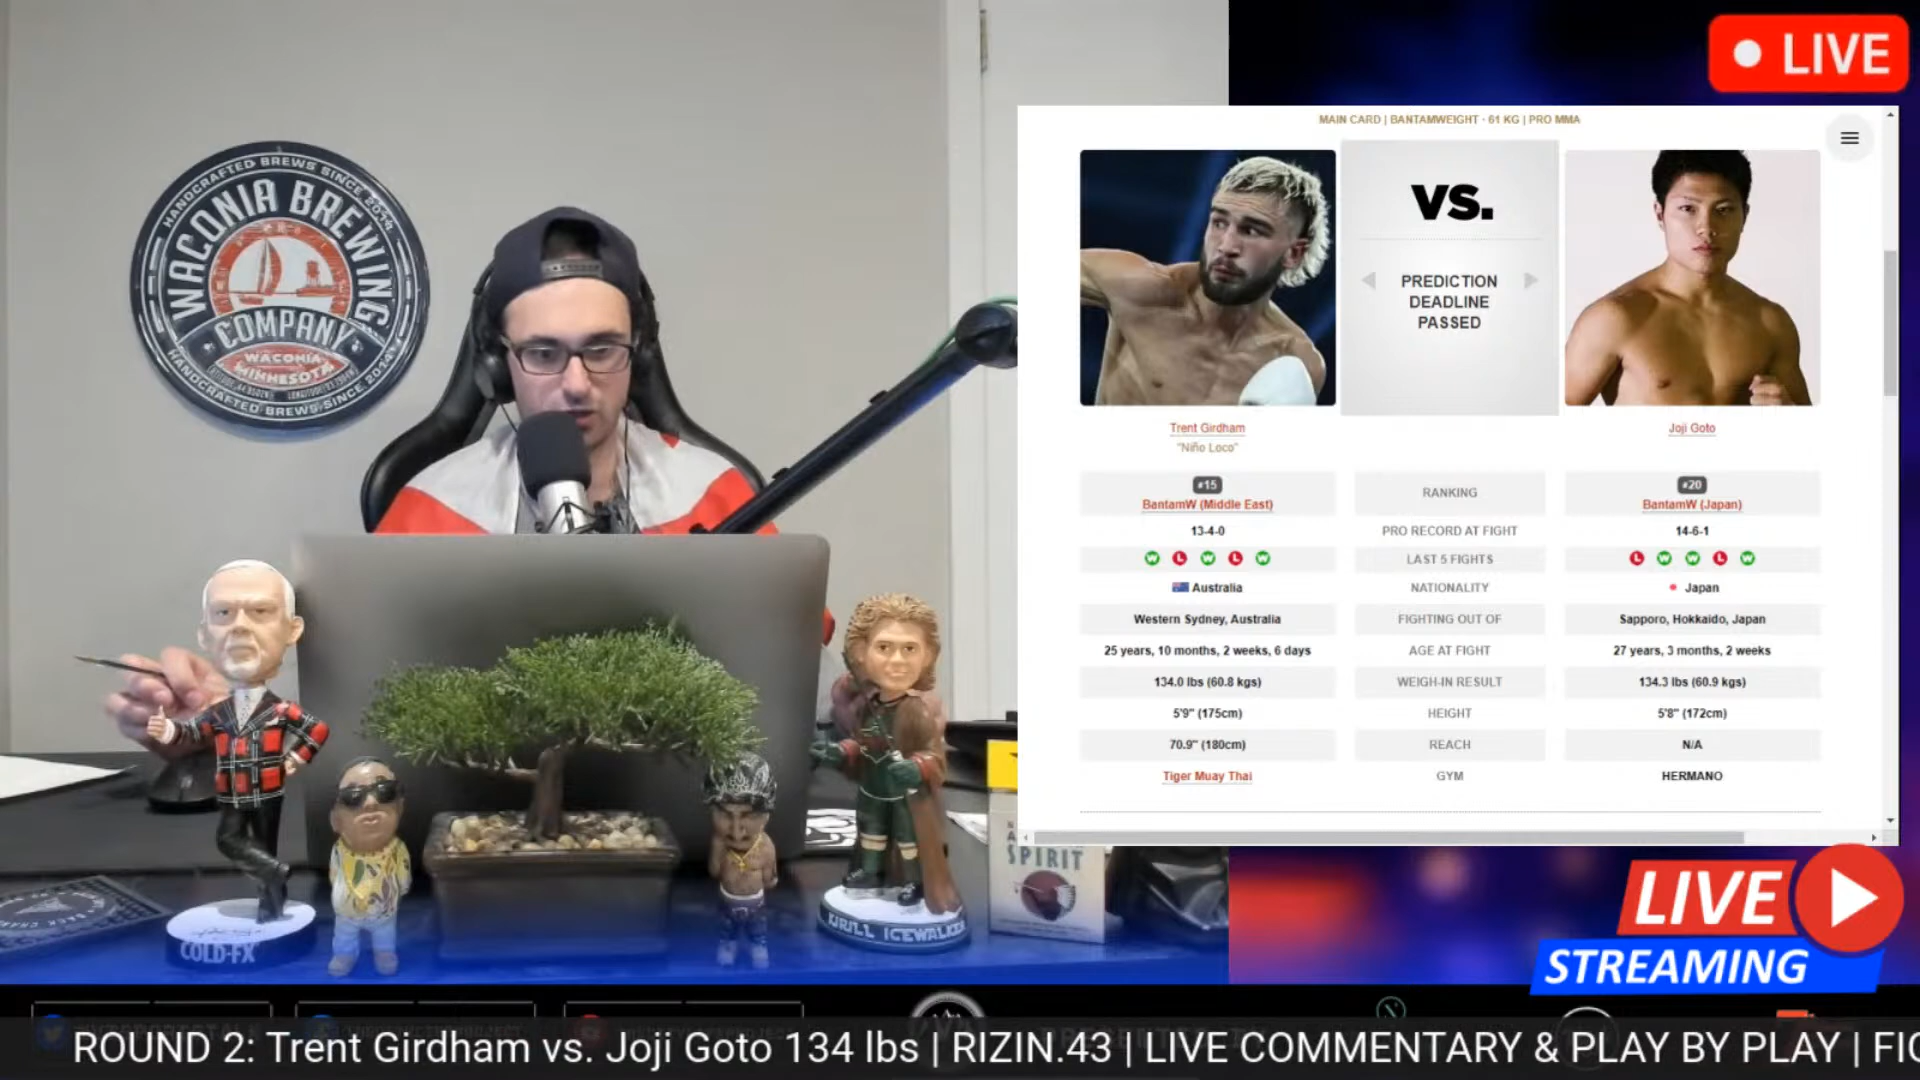 LIVE
MAIN CARD | BANTAMWEIGHT · 61 KG | PRO MMA
VS.
PREDICTION
DEADLINE
PASSED
Trent Girdham
"Niño Loco"
Joji Goto
#15
RANKING
#20
BantamW (Middle East)
BantamW (Japan)
13-4-0
PRO RECORD AT FIGHT
14-6-1
W L W L W
LAST 5 FIGHTS
L W W L W
Australia
NATIONALITY
Japan
Western Sydney, Australia
FIGHTING OUT OF
Sapporo, Hokkaido, Japan
25 years, 10 months, 2 weeks, 6 days
AGE AT FIGHT
27 years, 3 months, 2 weeks
134.0 lbs (60.8 kgs)
WEIGH-IN RESULT
134.3 lbs (60.9 kgs)
5'9" (175cm)
HEIGHT
5'8" (172cm)
70.9" (180cm)
REACH
N/A
Tiger Muay Thai
GYM
HERMANO
HANDCRAFTED BREWS SINCE 2014
WACONIA BREWING
COMPANY
WACONIA
MINNESOTA
HANDCRAFTED BREWS SINCE 2014
SPIRIT
COLD-FX
KIRILL ICEWALKER
LIVE
STREAMING
ROUND 2: Trent Girdham vs. Joji Goto 134 lbs | RIZIN.43 | LIVE COMMENTARY & PLAY BY PLAY |